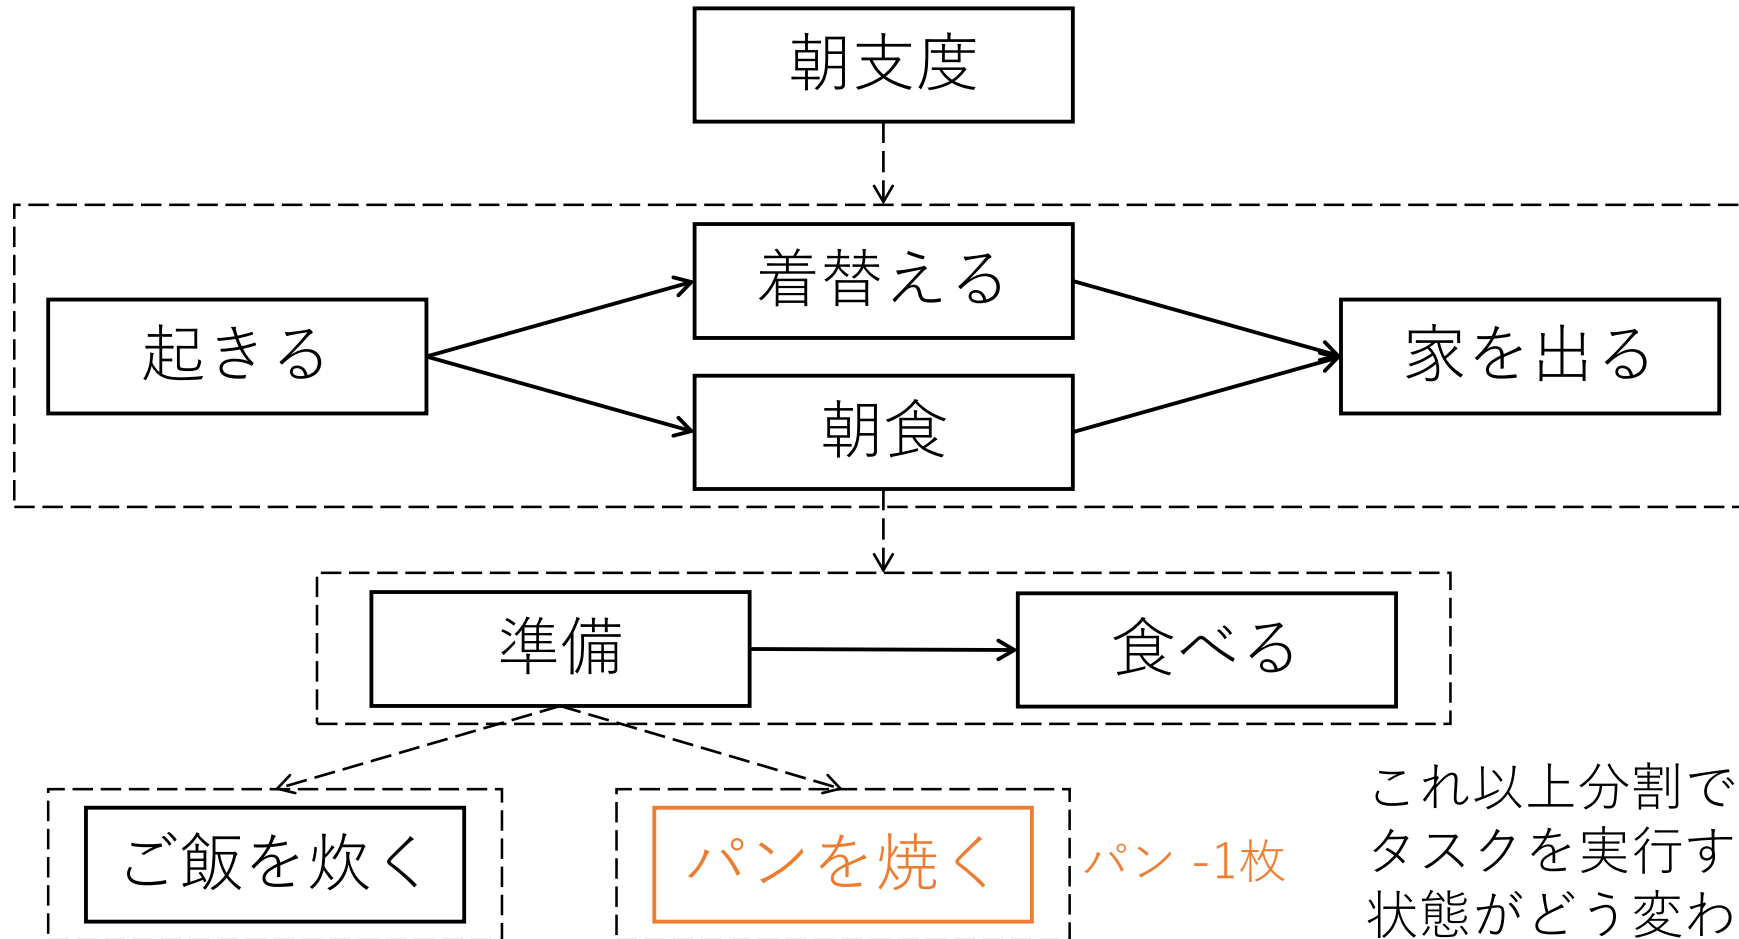 朝支度
起きる
着替える
朝食
家を出る
準備
食べる
ご飯を炊く
パンを焼く
パン -1枚
これ以上分割で
タスクを実行す
状態がどう変わ